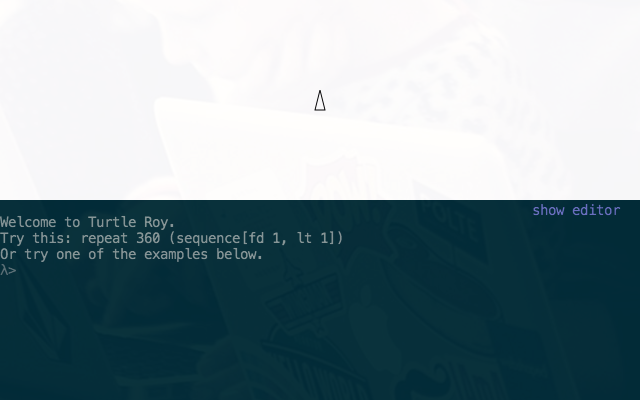 show editor
Welcome to Turtle Roy.
Try this: repeat 360 (sequence[fd 1, lt 1])
Or try one of the examples below.
λ>